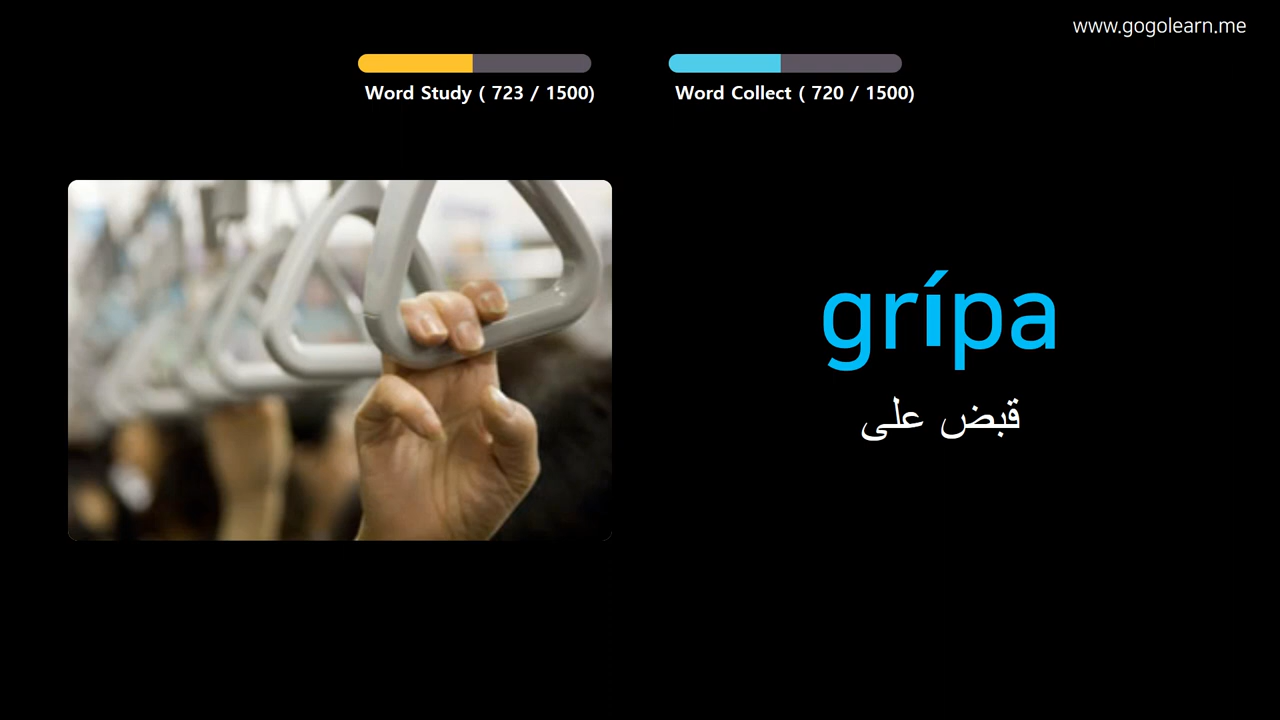 www.gogolearn.me
Word Study ( 723 / 1500)
Word Collect ( 720 / 1500)
grípa
قبض على